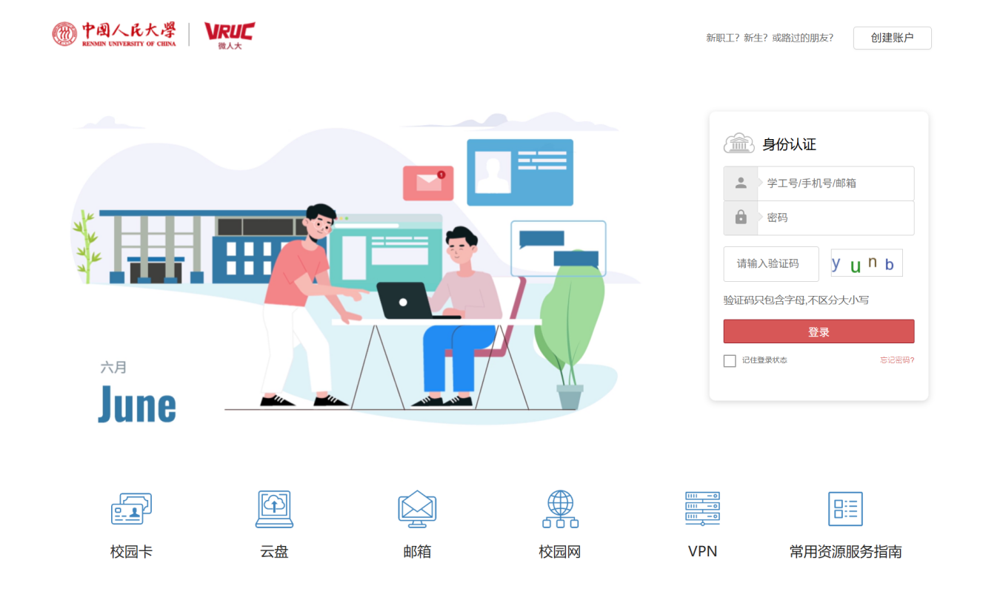 中国人民大学
RENMIN UNIVERSITY OF CHINA
VRUC
微人大
新职工? 新生? 或路过的朋友?
创建账户
身份认证
学工号/手机号/邮箱
密码
请输入验证码
y u n b
验证码只包含字母,不区分大小写
登录
记住登录状态
忘记密码?
1
六月
June
校园卡
云盘
邮箱
校园网
VPN
常用资源服务指南